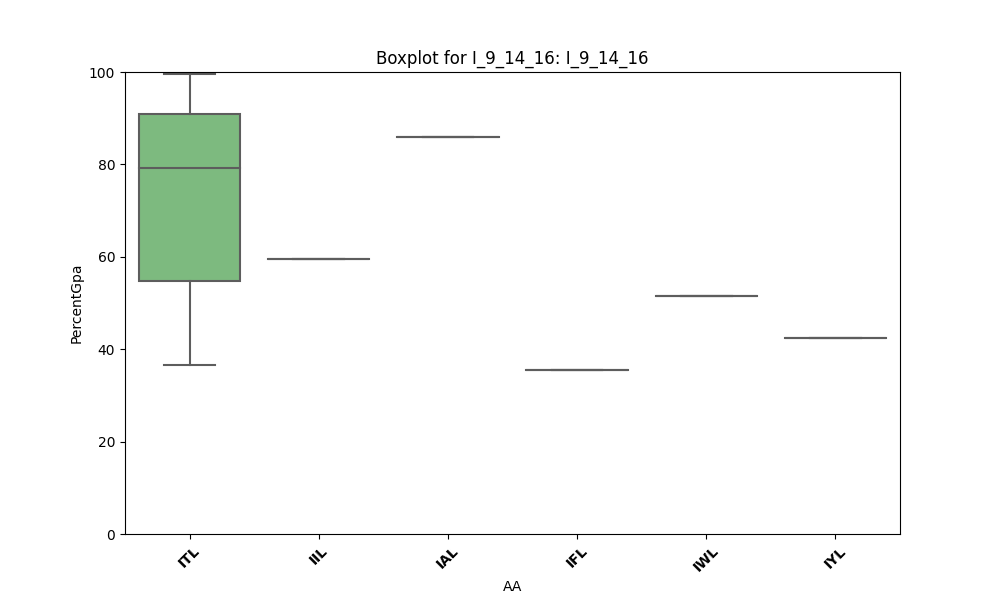 Boxplot for I_9_14_16: I_9_14_16
100
80
60
40
20
0
PercentGpa
ITL
IIL
IAL
IFL
IWL
IYL
AA